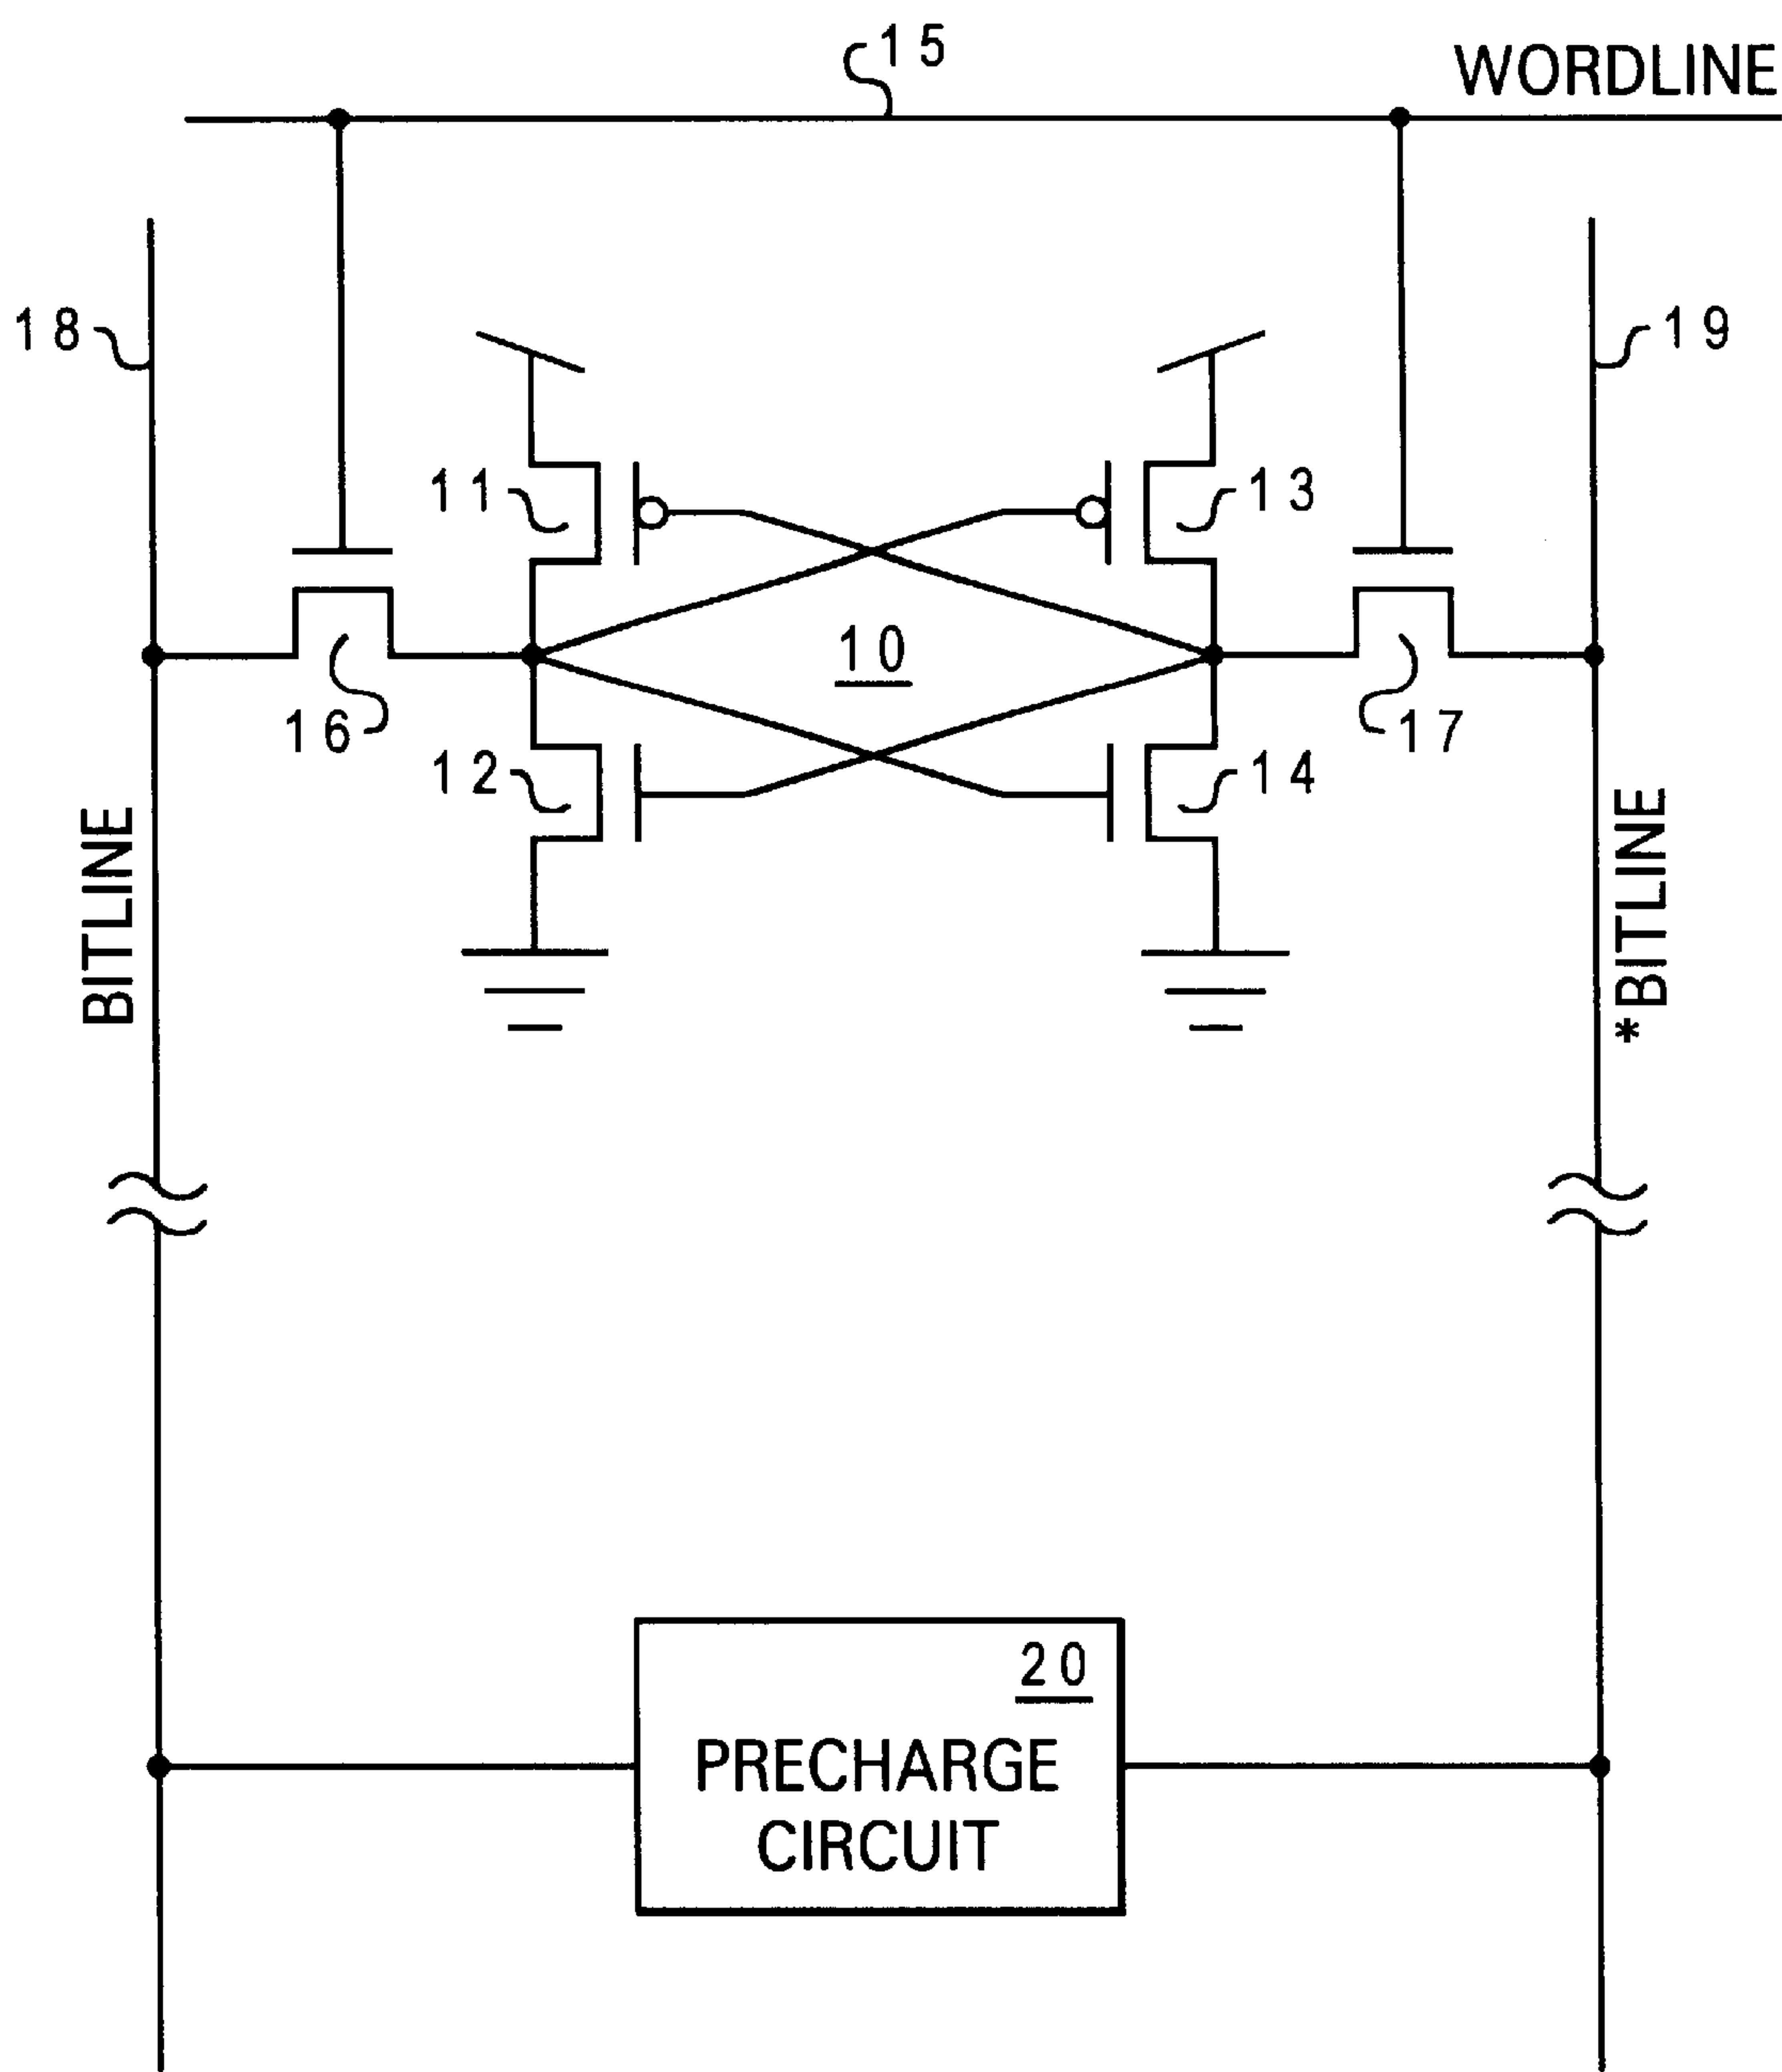 15
WORDLINE
18
19
11
13
10
16
17
12
14
BITLINE
*BITLINE
20
PRECHARGE
CIRCUIT